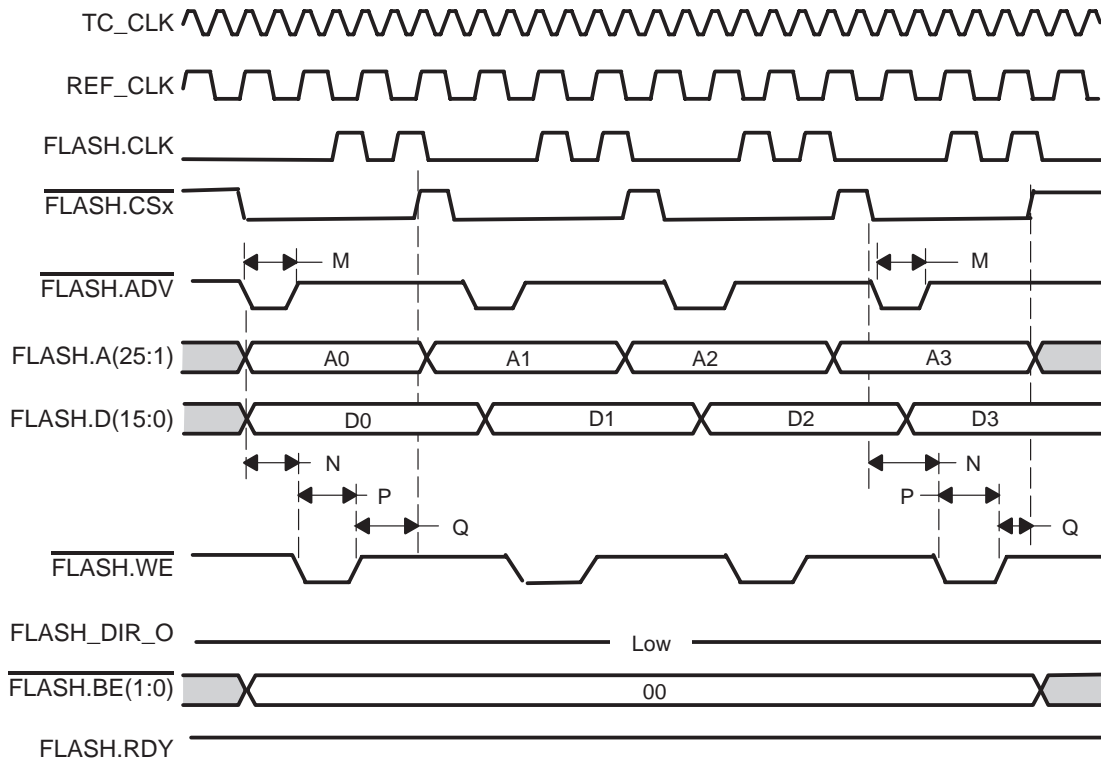 TC_CLK
REF_CLK
FLASH.CLK
FLASH.CSx
M M
FLASH.ADV
FLASH.A(25:1) A0 A1 A2 A3
FLASH.D(15:0) D0 D1 D2 D3
N N
P P
Q Q
FLASH.WE
FLASH_DIR_O Low
FLASH.BE(1:0) 00
FLASH.RDY